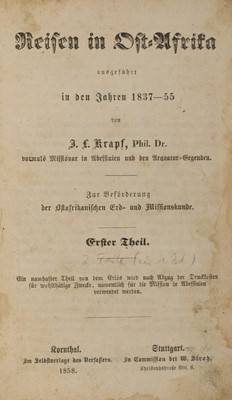 Reisen in Ost-Afrika
ausgeführt
in den Jahren 1837—55
von
J. L. Krapf, Phil. Dr.
vormals Missionar in Abessinien und den Aequator-Gegenden.
Zur Beförderung
der Ostafrikanischen Erd- und Missionskunde.
Erster Theil.
Ein namhafter Theil von dem Erlös wird nach Abzug der Druckkosten
für wohlthätige Zwecke, namentlich für die Mission in Abessinien
verwendet werden.
Kornthal.
Im Selbstverlage des Verfassers.
1858.
Stuttgart.
In Commission bei W. Stroh,